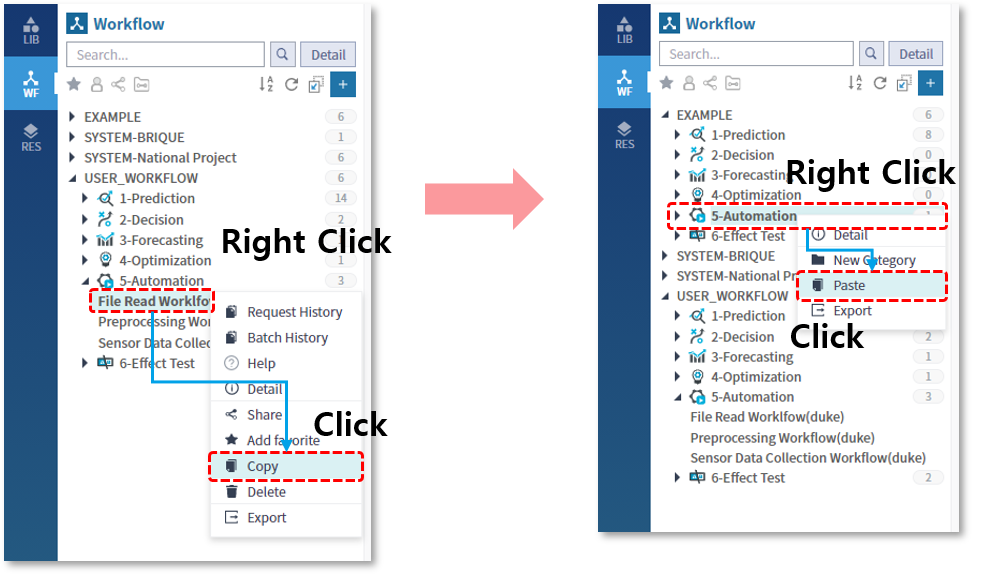 LIB
WF
RES
Workflow
Search...
Detail
EXAMPLE 6
SYSTEM-BRIQUE 1
SYSTEM-National Project 6
USER_WORKFLOW 6
1-Prediction 14
2-Decision 2
3-Forecasting
4-Optimization 1
5-Automation 3
File Read Worklfo
Preprocessing Wor
Sensor Data Collec
6-Effect Test
Right Click
Request History
Batch History
Help
Detail
Share
Add favorite
Copy
Delete
Export
Click
LIB
WF
RES
Workflow
Search...
Detail
EXAMPLE 6
1-Prediction 8
2-Decision 0
3-Forecasting
4-Optimization 0
5-Automation 1
6-Effect Test
SYSTEM-BRIQUE
SYSTEM-National Pr
USER_WORKFLOW
1-Prediction
2-Decision 2
3-Forecasting 1
4-Optimization 1
5-Automation 3
File Read Worklfow(duke)
Preprocessing Workflow(duke)
Sensor Data Collection Workflow(duke)
6-Effect Test 2
Right Click
Detail
New Category
Paste
Export
Click